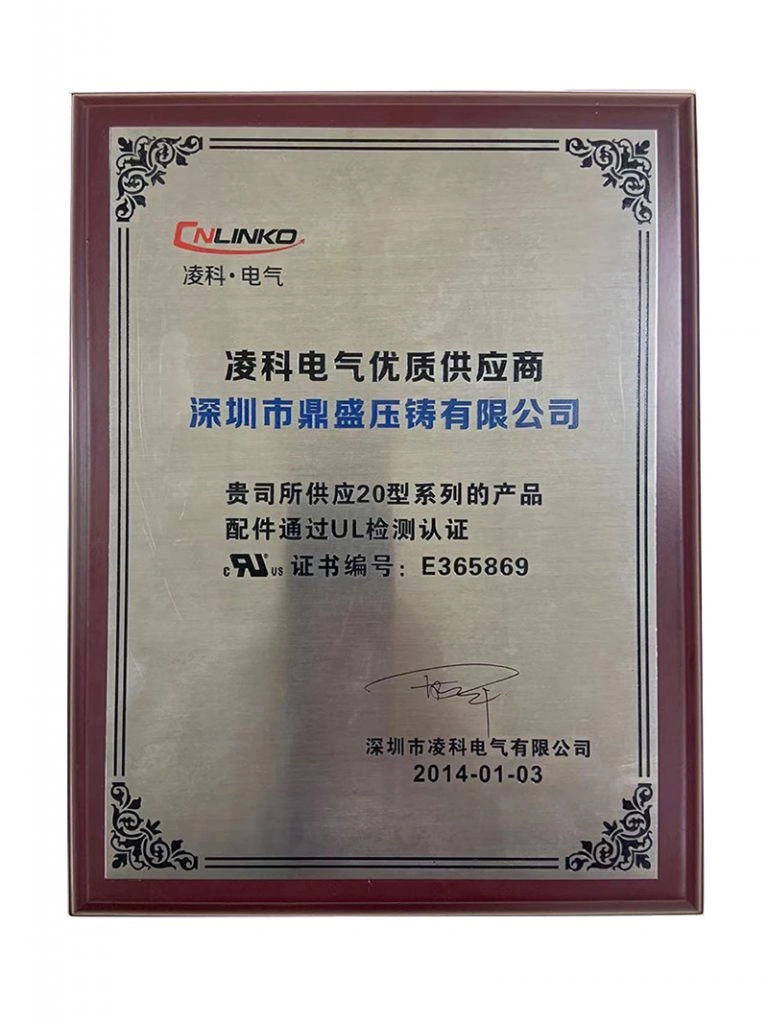 CNLINKO
凌科·电气
凌科电气优质供应商
深圳市鼎盛压铸有限公司
贵司所供应20型系列的产品
配件通过UL检测认证
c RU® US 证书编号：E365869
深圳市凌科电气有限公司
2014-01-03